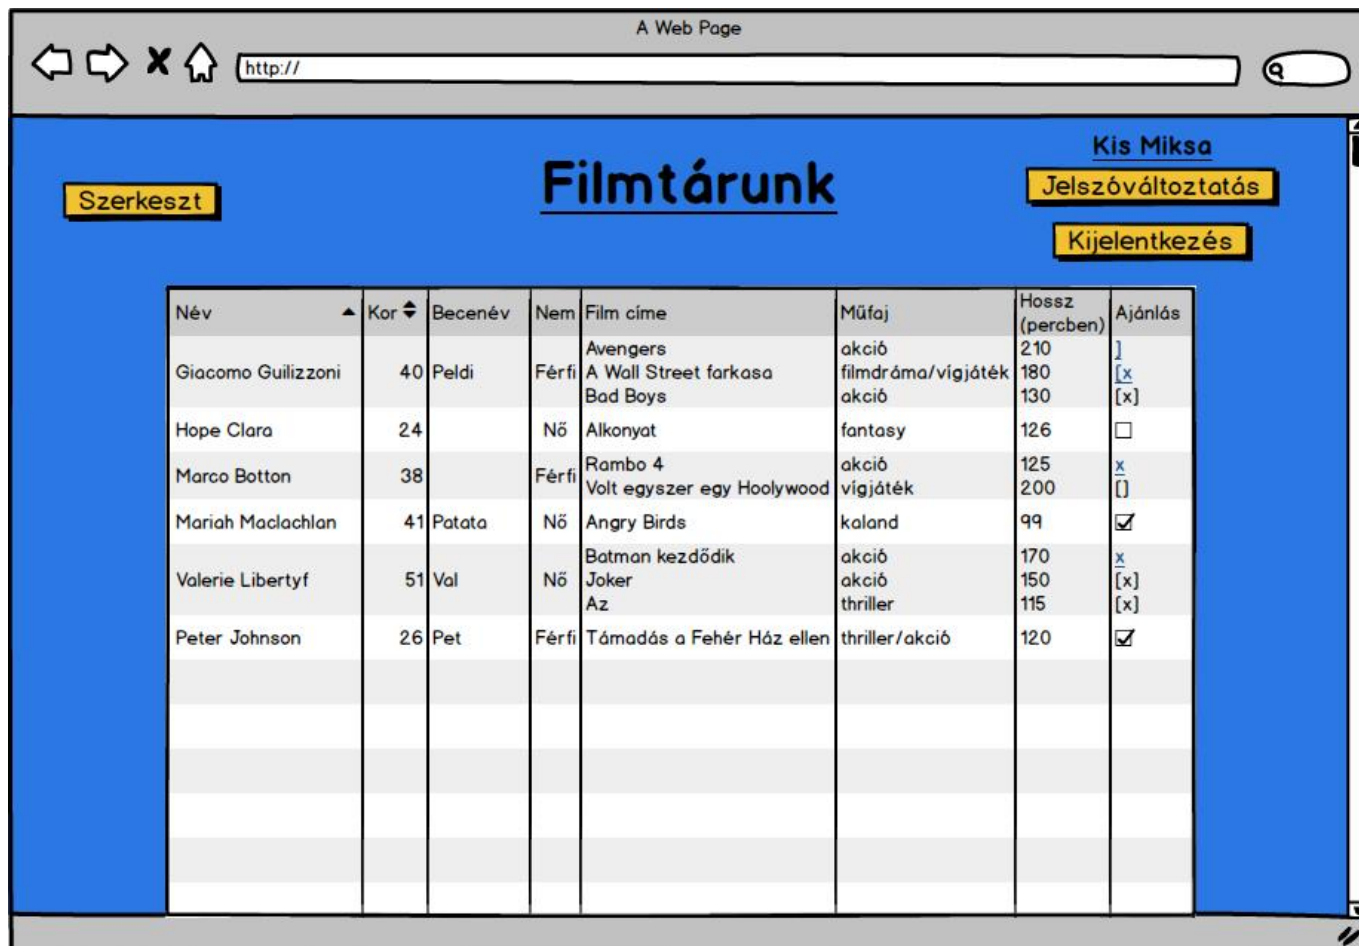 A Web Page
http://
Kis Miksa
Filmtárunk
Szerkeszt
Jelszóváltoztatás
Kijelentkezés
Név Kor Becenév Nem Film címe Műfaj Hossz (percben) Ajánlás
Avengers akció 210 ]
Giacomo Guilizzoni 40 Peldi Férfi A Wall Street farkasa filmdráma/vígjáték 180 [x
Bad Boys akció 130 [x]
Hope Clara 24 Nő Alkonyat fantasy 126
Rambo 4 akció 125 x
Marco Botton 38 Férfi
Volt egyszer egy Hoolywood vígjáték 200 []
Mariah Maclachlan 41 Patata Nő Angry Birds kaland 99
Batman kezdődik akció 170 x
Valerie Libertyf 51 Val Nő Joker akció 150 [x]
Az thriller 115 [x]
Peter Johnson 26 Pet Férfi Támadás a Fehér Ház ellen thriller/akció 120